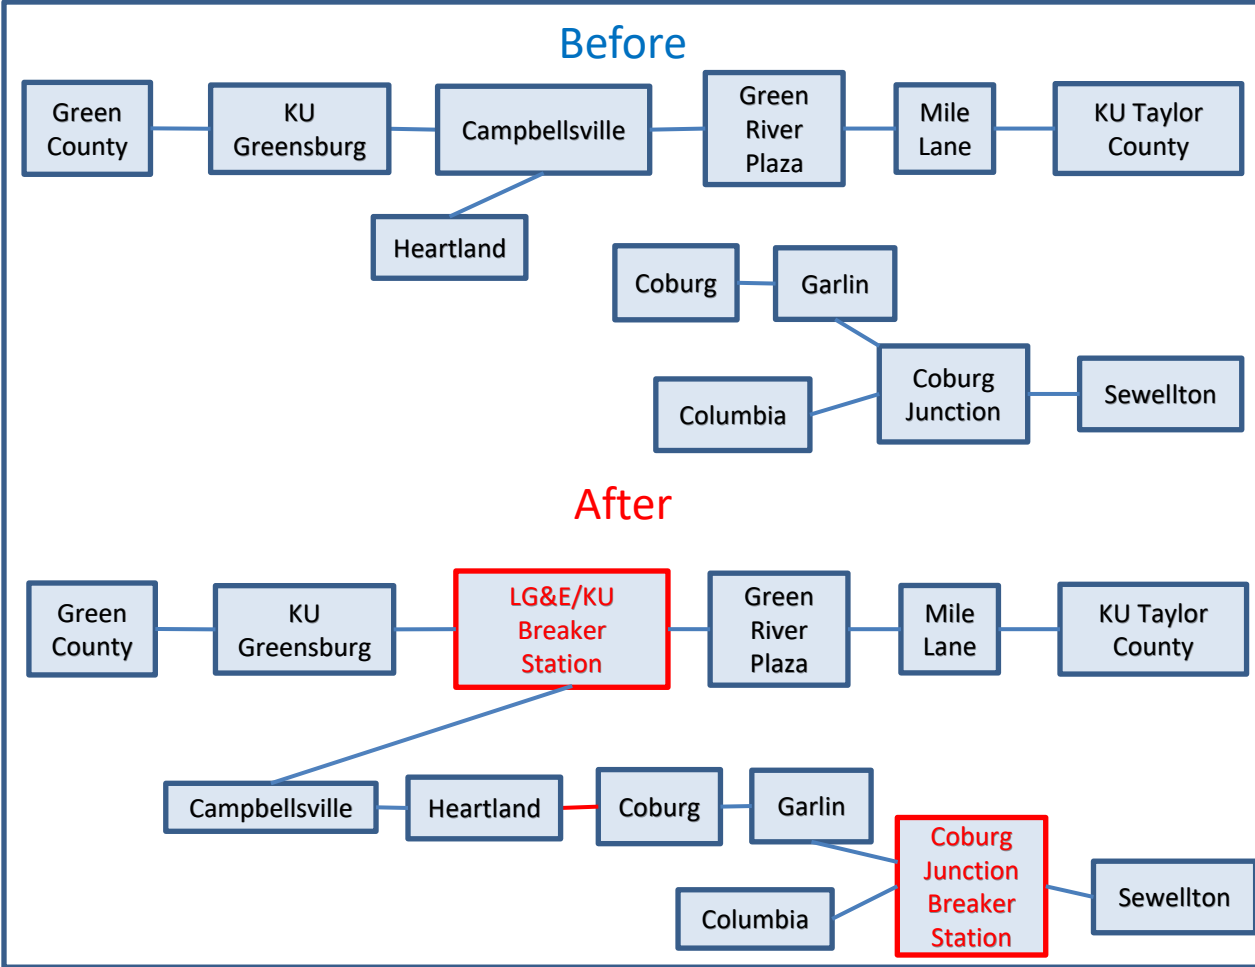 Before
Green
County
KU
Greensburg
Campbellsville
Green
River
Plaza
Mile
Lane
KU Taylor
County
Heartland
Coburg
Garlin
Columbia
Coburg
Junction
Sewellton
After
Green
County
KU
Greensburg
LG&E/KU
Breaker
Station
Green
River
Plaza
Mile
Lane
KU Taylor
County
Campbellsville
Heartland
Coburg
Garlin
Columbia
Coburg
Junction
Breaker
Station
Sewellton